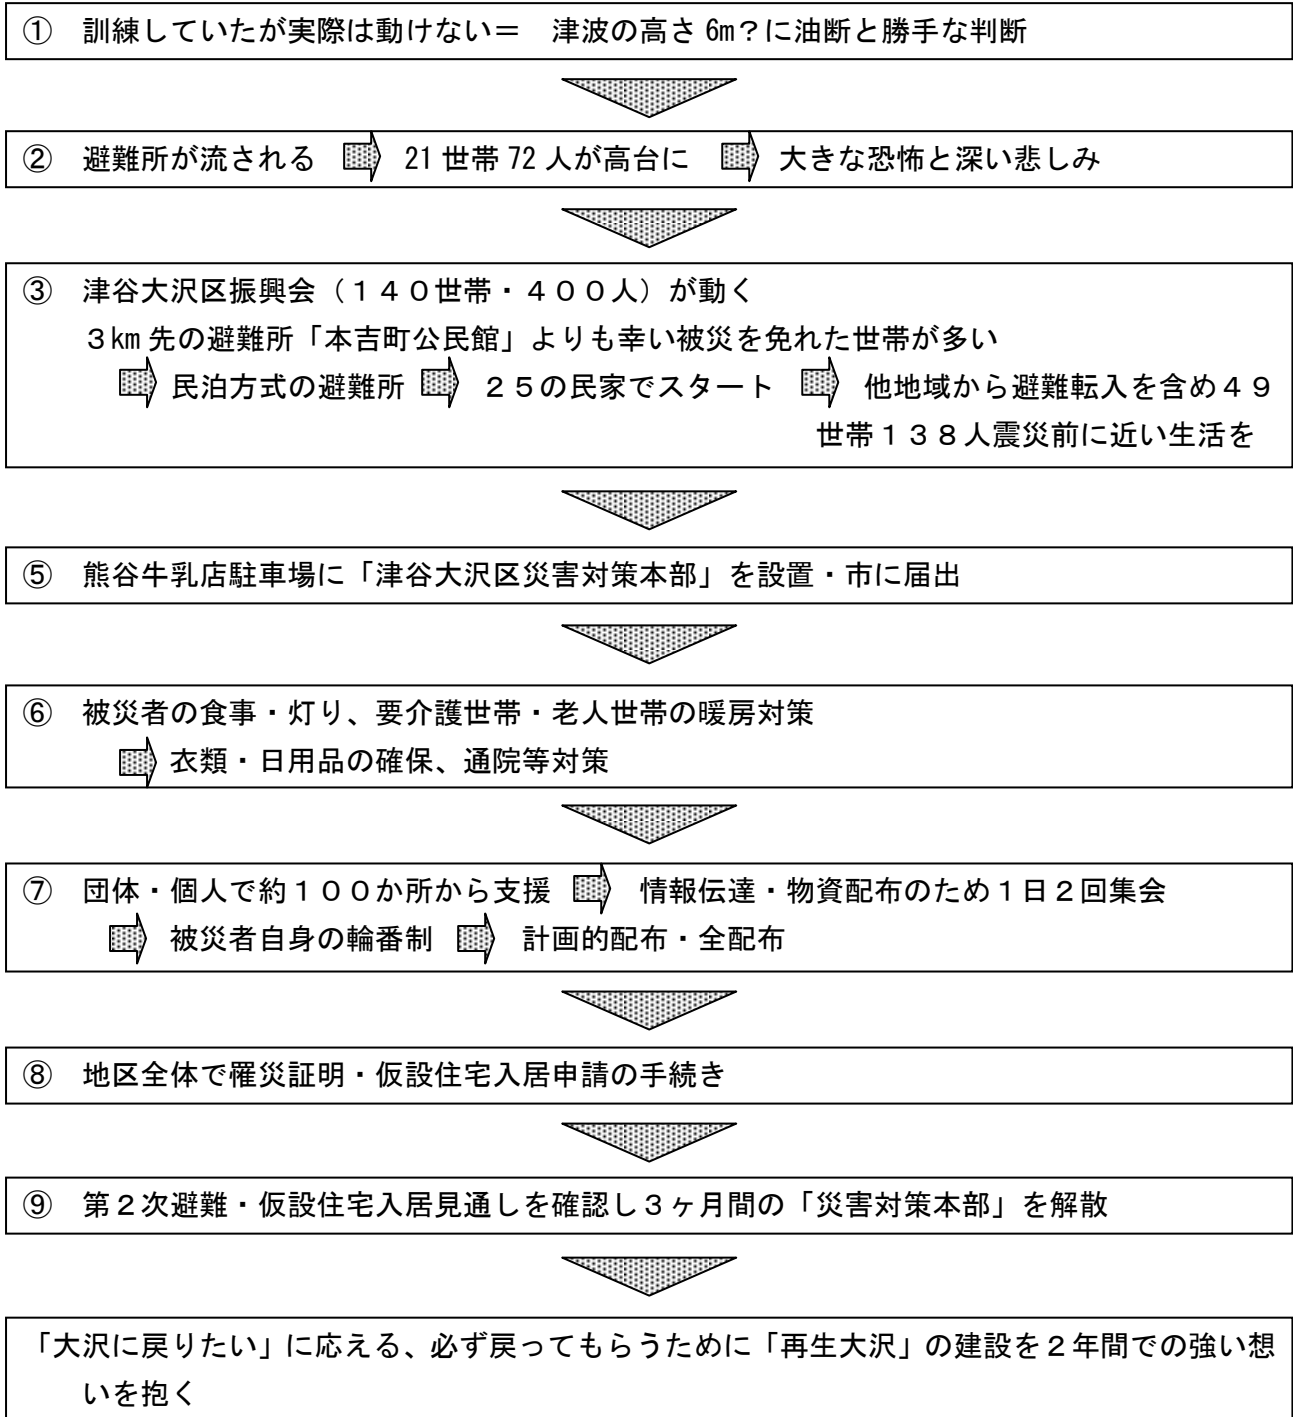 ① 訓練していたが実際は動けない＝　津波の高さ 6m？に油断と勝手な判断
② 避難所が流される　21 世帯 72 人が高台に　大きな恐怖と深い悲しみ
③ 津谷大沢区振興会（１４０世帯・４００人）が動く
３km 先の避難所「本吉町公民館」よりも幸い被災を免れた世帯が多い
民泊方式の避難所　２５の民家でスタート　他地域から避難転入を含め４９
世帯１３８人震災前に近い生活を
⑤ 熊谷牛乳店駐車場に「津谷大沢区災害対策本部」を設置・市に届出
⑥ 被災者の食事・灯り、要介護世帯・老人世帯の暖房対策
衣類・日用品の確保、通院等対策
⑦ 団体・個人で約１００か所から支援　情報伝達・物資配布のため１日２回集会
被災者自身の輪番制　計画的配布・全配布
⑧ 地区全体で罹災証明・仮設住宅入居申請の手続き
⑨ 第２次避難・仮設住宅入居見通しを確認し３ヶ月間の「災害対策本部」を解散
「大沢に戻りたい」に応える、必ず戻ってもらうために「再生大沢」の建設を２年間での強い想
いを抱く